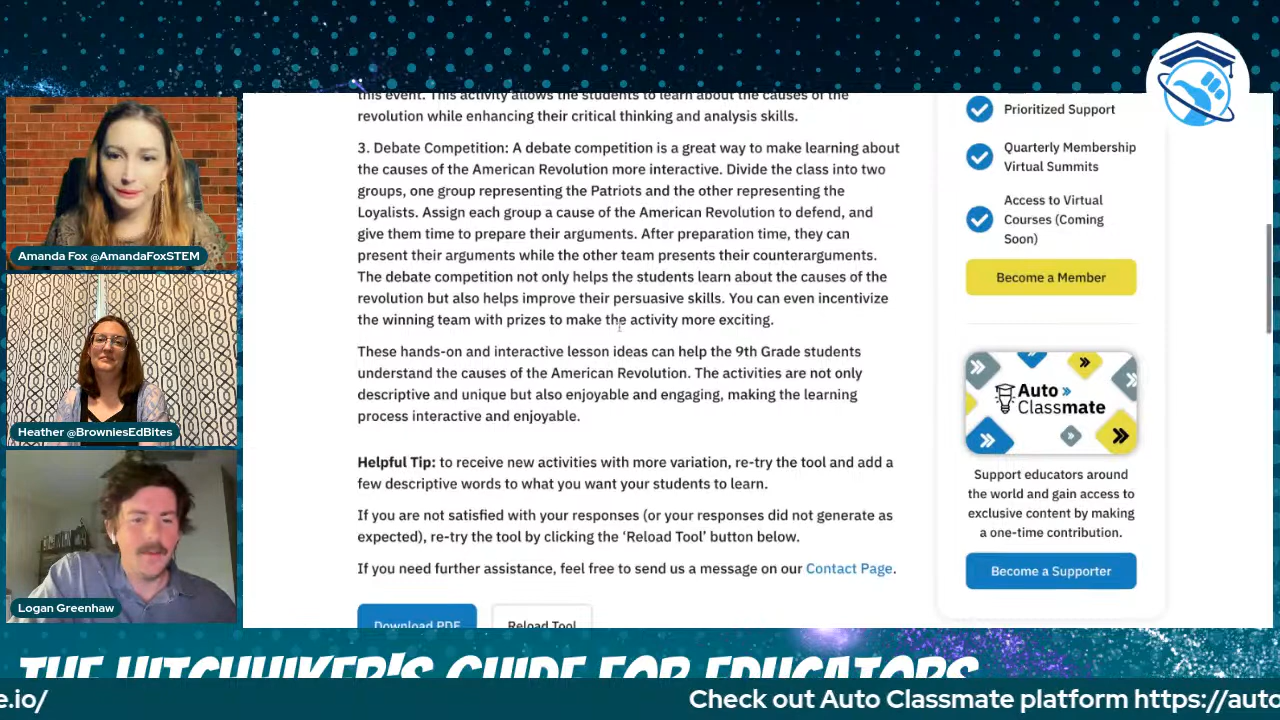 this event. This activity allows the students to learn about the causes of the
revolution while enhancing their critical thinking and analysis skills.
3. Debate Competition: A debate competition is a great way to make learning about
the causes of the American Revolution more interactive. Divide the class into two
groups, one group representing the Patriots and the other representing the
Loyalists. Assign each group a cause of the American Revolution to defend, and
give them time to prepare their arguments. After preparation time, they can
present their arguments while the other team presents their counterarguments.
The debate competition not only helps the students learn about the causes of the
revolution but also helps improve their persuasive skills. You can even incentivize
the winning team with prizes to make the activity more exciting.
These hands-on and interactive lesson ideas can help the 9th Grade students
understand the causes of the American Revolution. The activities are not only
descriptive and unique but also enjoyable and engaging, making the learning
process interactive and enjoyable.
Helpful Tip: to receive new activities with more variation, re-try the tool and add a
few descriptive words to what you want your students to learn.
If you are not satisfied with your responses (or your responses did not generate as
expected), re-try the tool by clicking the ‘Reload Tool’ button below.
If you need further assistance, feel free to send us a message on our Contact Page.
Download PDF
Reload Tool
Prioritized Support
Quarterly Membership
Virtual Summits
Access to Virtual
Courses (Coming
Soon)
Become a Member
Auto
Classmate
Support educators around
the world and gain access to
exclusive content by making
a one-time contribution.
Become a Supporter
Amanda Fox @AmandaFoxSTEM
Heather @BrowniesEdBites
Logan Greenhaw
THE HITCHHIKER'S GUIDE FOR EDUCATORS
e.io/
Check out Auto Classmate platform https://auto